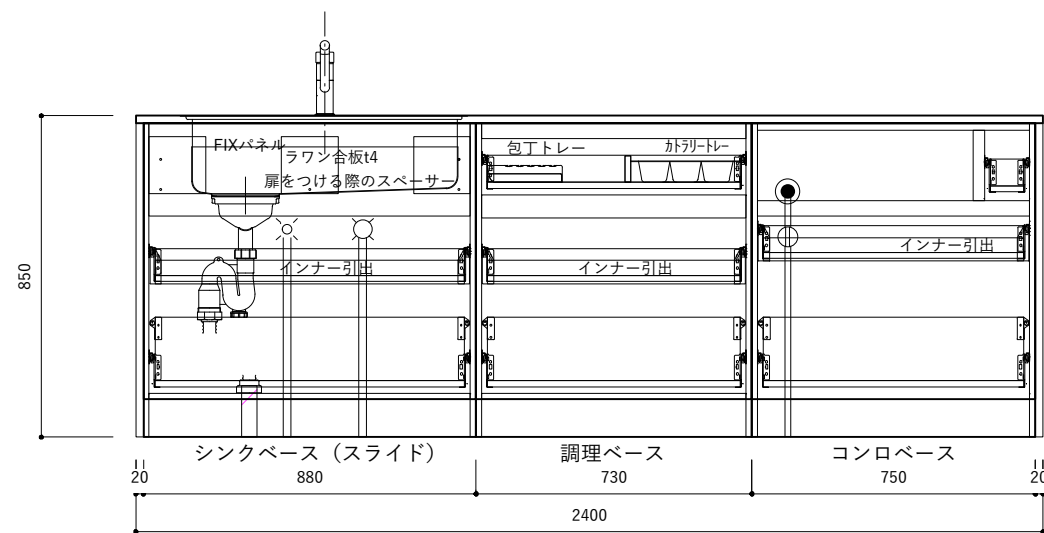 FIXパネル
ラワン合板t4
扉をつける際のスペーサー
包丁トレー
カトラリートレー
インナー引出
インナー引出
インナー引出
850
シンクベース（スライド）
調理ベース
コンロベース
20
880
730
750
20
2400